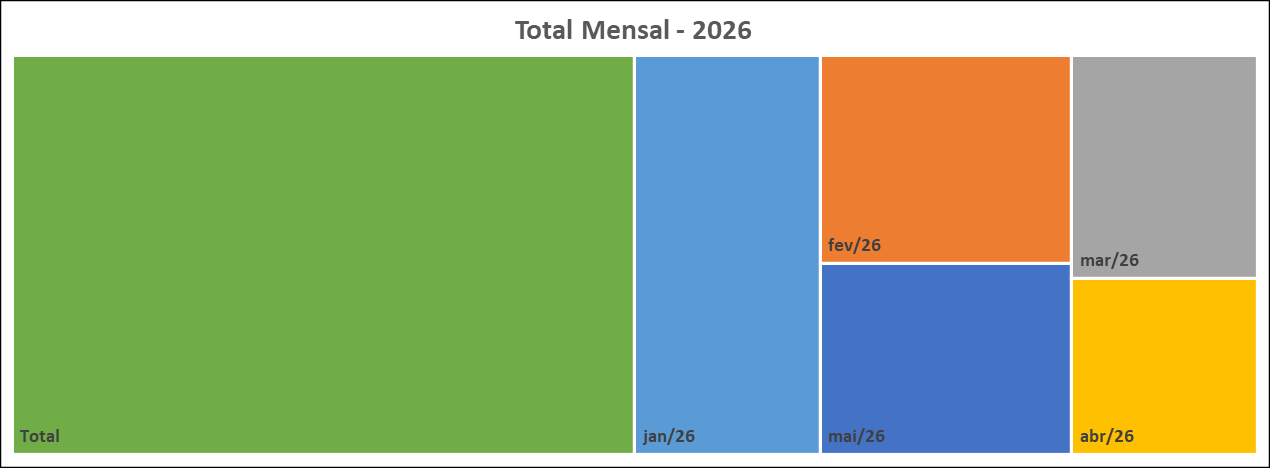 Total Mensal - 2026
Total
jan/26
fev/26
mai/26
mar/26
abr/26